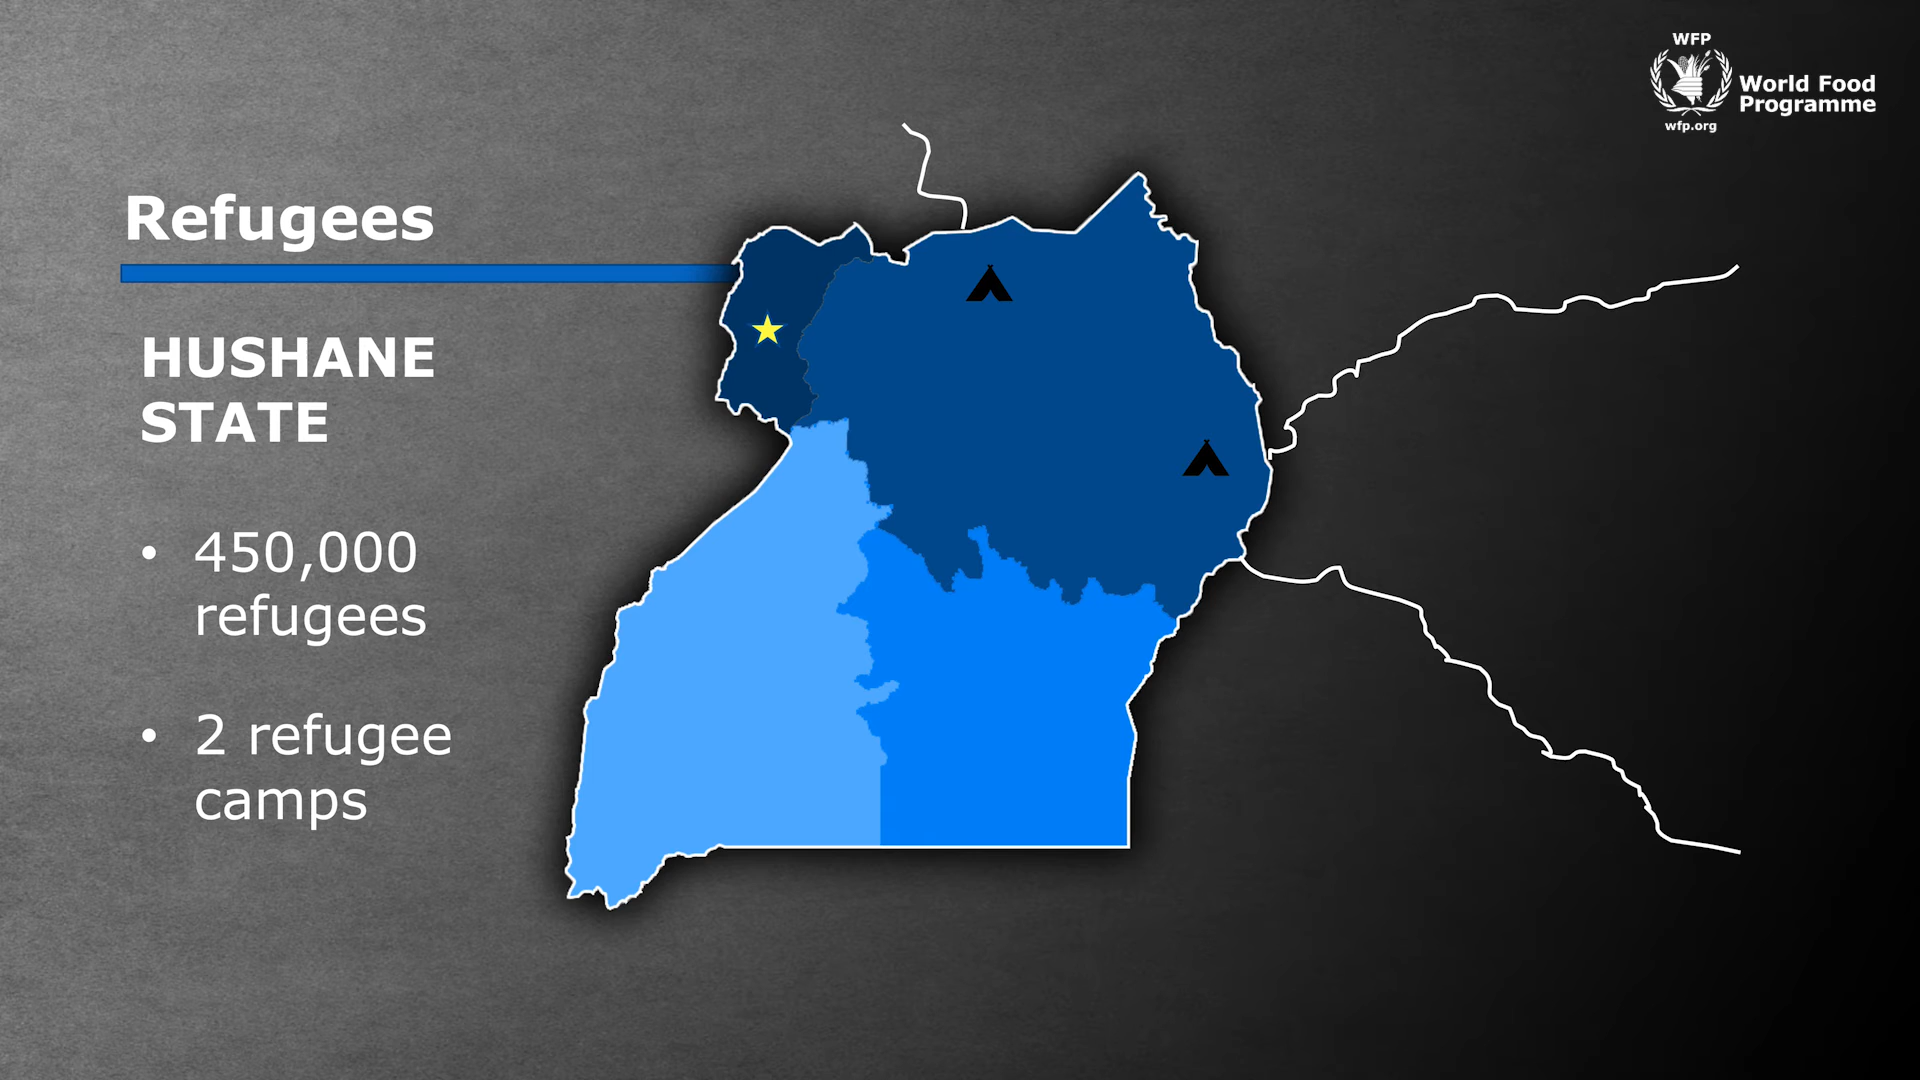 WFP
World Food
Programme
wfp.org
Refugees
HUSHANE
STATE
• 450,000
refugees
• 2 refugee
camps